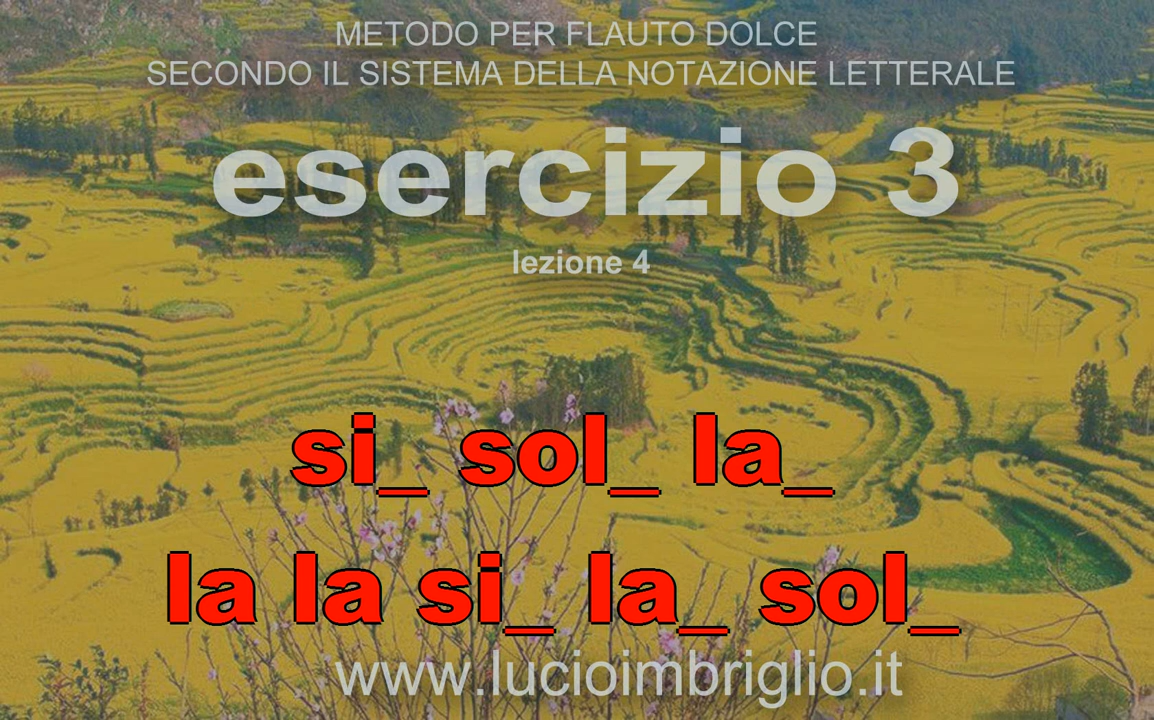 METODO PER FLAUTO DOLCE
SECONDO IL SISTEMA DELLA NOTAZIONE LETTERALE
esercizio 3
lezione 4
si_ sol_ la_
la la si_ la_ sol_
www.lucioimbriglio.it